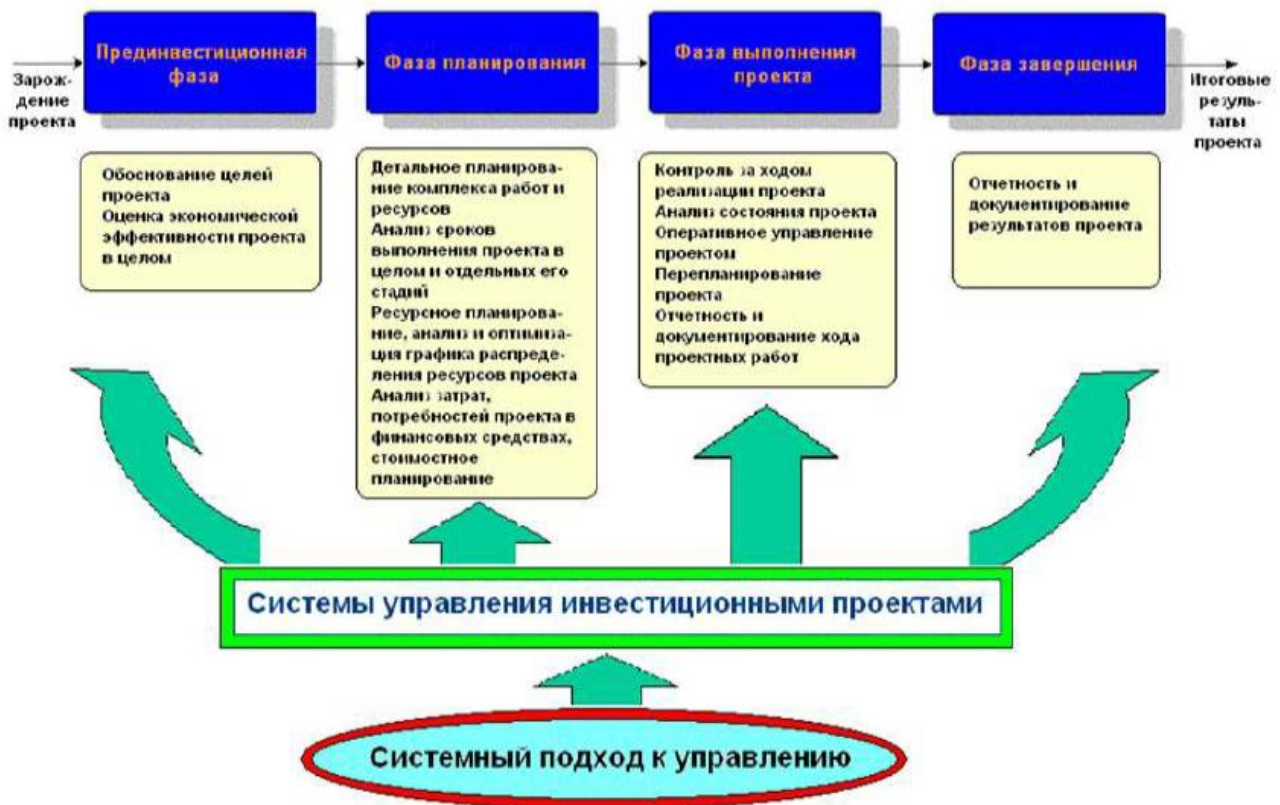 Зарож-
дение
проекта
Прединвестиционная
фаза
Фаза планирования
Фаза выполнения
проекта
Фаза завершения
Итоговые
резуль-
таты
проекта
Обоснование целей
проекта
Оценка экономической
эффективности проекта
в целом
Детальное планирова-
ние комплекса работ и
ресурсов
Анализ сроков
выполнения проекта в
целом и отдельных его
стадий
Ресурсное планирова-
ние, анализ и оптимиза-
ция графика распреде-
ления ресурсов проекта
Анализ затрат,
потребностей проекта в
финансовых средствах,
стоимостное
планирование
Контроль за ходом
реализации проекта
Анализ состояния проекта
Оперативное управление
проектом
Перепланирование
проекта
Отчетность и
документирование хода
проектных работ
Отчетность и
документирование
результатов проекта
Системы управления инвестиционными проектами
Системный подход к управлению